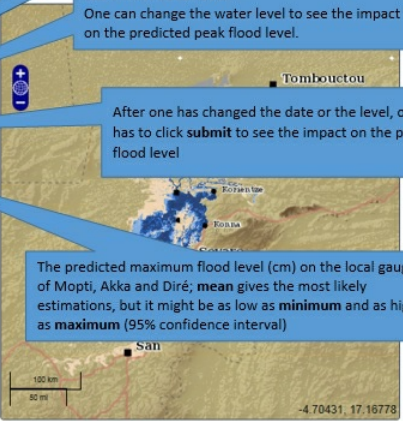 One can change the water level to see the impact
on the predicted peak flood level.
Tombouctou
After one has changed the date or the level,
has to click submit to see the impact on the
flood level
Korientze
Konna
The predicted maximum flood level (cm) on the local
of Mopti, Akka and Diré; mean gives the most likely
estimations, but it might be as low as minimum and as
as maximum (95% confidence interval)
San
100 km
50 mi
-4.70431, 17.16778